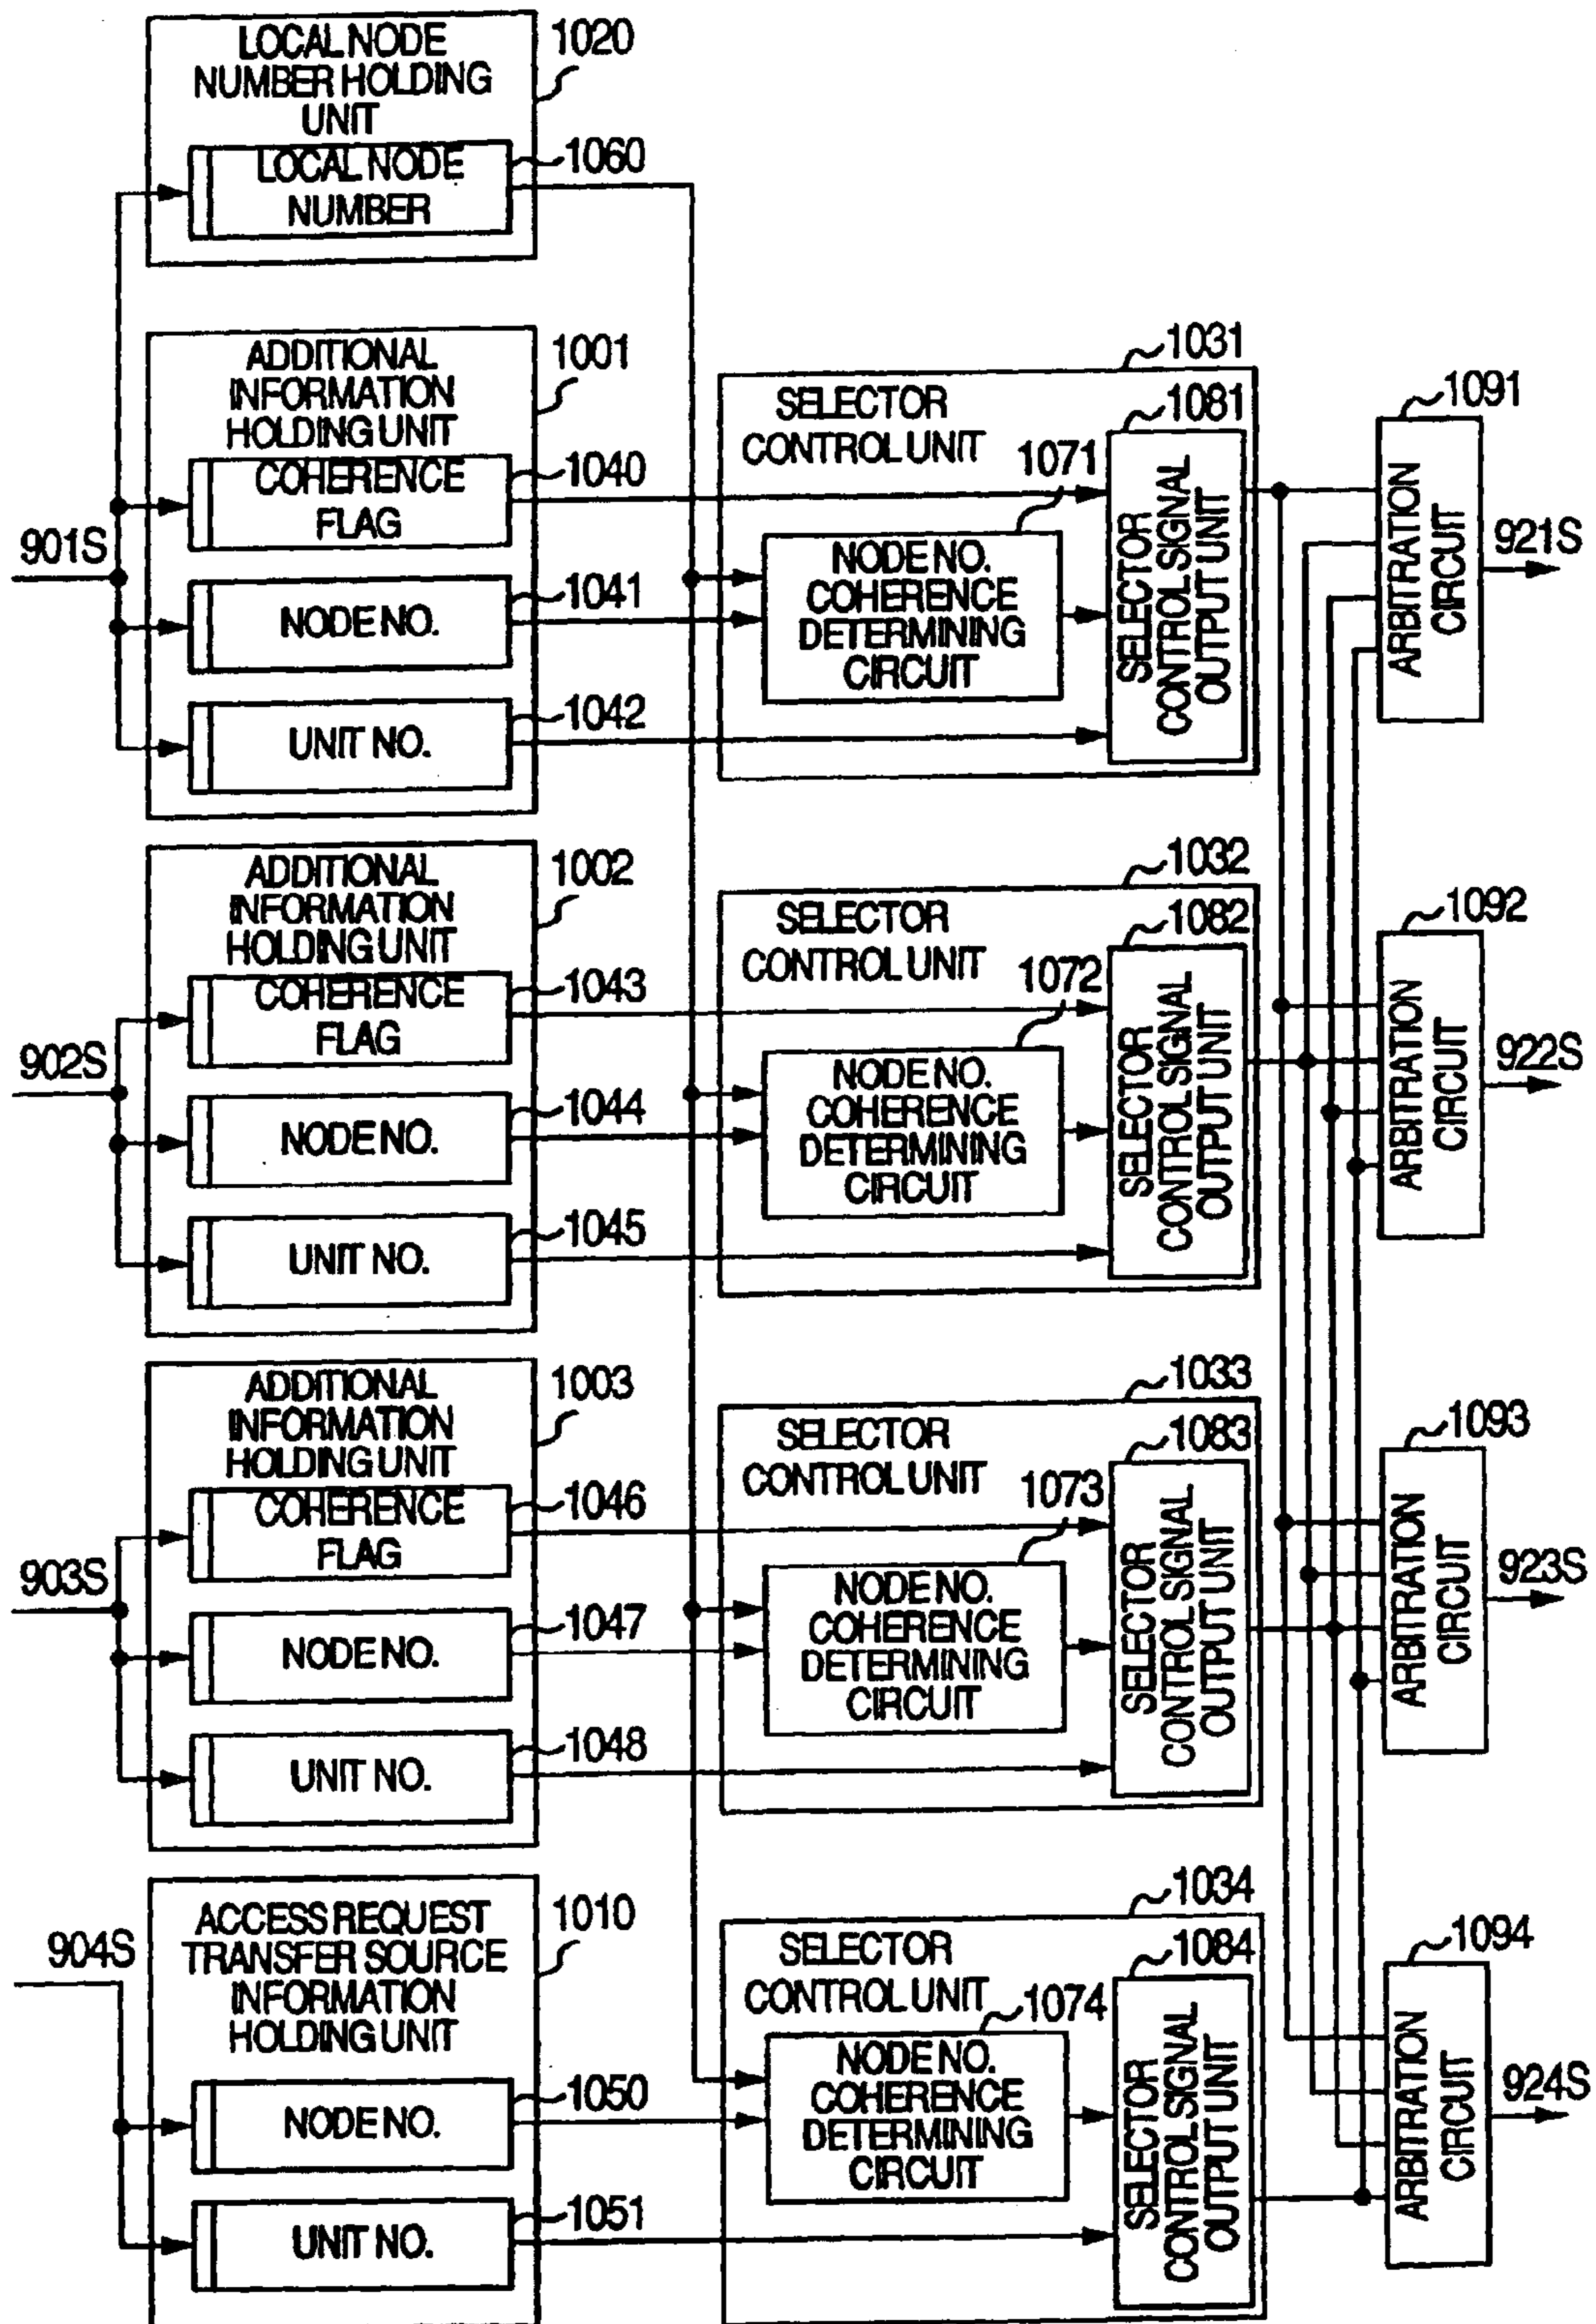 LOCAL NODE
NUMBER HOLDING
UNIT
1020
LOCAL NODE
NUMBER
1060
ADDITIONAL
INFORMATION
HOLDING UNIT
1001
COHERENCE
FLAG
1040
901S
NODE NO.
1041
UNIT NO.
1042
SELECTOR
CONTROL UNIT
1031
1071
NODE NO.
COHERENCE
DETERMINING
CIRCUIT
1081
SELECTOR
CONTROL SIGNAL
OUTPUT UNIT
1091
ARBITRATION
CIRCUIT
921S
ADDITIONAL
INFORMATION
HOLDING UNIT
1002
COHERENCE
FLAG
1043
902S
NODE NO.
1044
UNIT NO.
1045
SELECTOR
CONTROL UNIT
1032
1072
NODE NO.
COHERENCE
DETERMINING
CIRCUIT
1082
SELECTOR
CONTROL SIGNAL
OUTPUT UNIT
1092
ARBITRATION
CIRCUIT
922S
ADDITIONAL
INFORMATION
HOLDING UNIT
1003
COHERENCE
FLAG
1046
903S
NODE NO.
1047
UNIT NO.
1048
SELECTOR
CONTROL UNIT
1033
1073
NODE NO.
COHERENCE
DETERMINING
CIRCUIT
1083
SELECTOR
CONTROL SIGNAL
OUTPUT UNIT
1093
ARBITRATION
CIRCUIT
923S
904S
ACCESS REQUEST
TRANSFER SOURCE
INFORMATION
HOLDING UNIT
1010
NODE NO.
1050
UNIT NO.
1051
SELECTOR
CONTROL UNIT
1034
1074
NODE NO.
COHERENCE
DETERMINING
CIRCUIT
1084
SELECTOR
CONTROL SIGNAL
OUTPUT UNIT
1094
ARBITRATION
CIRCUIT
924S